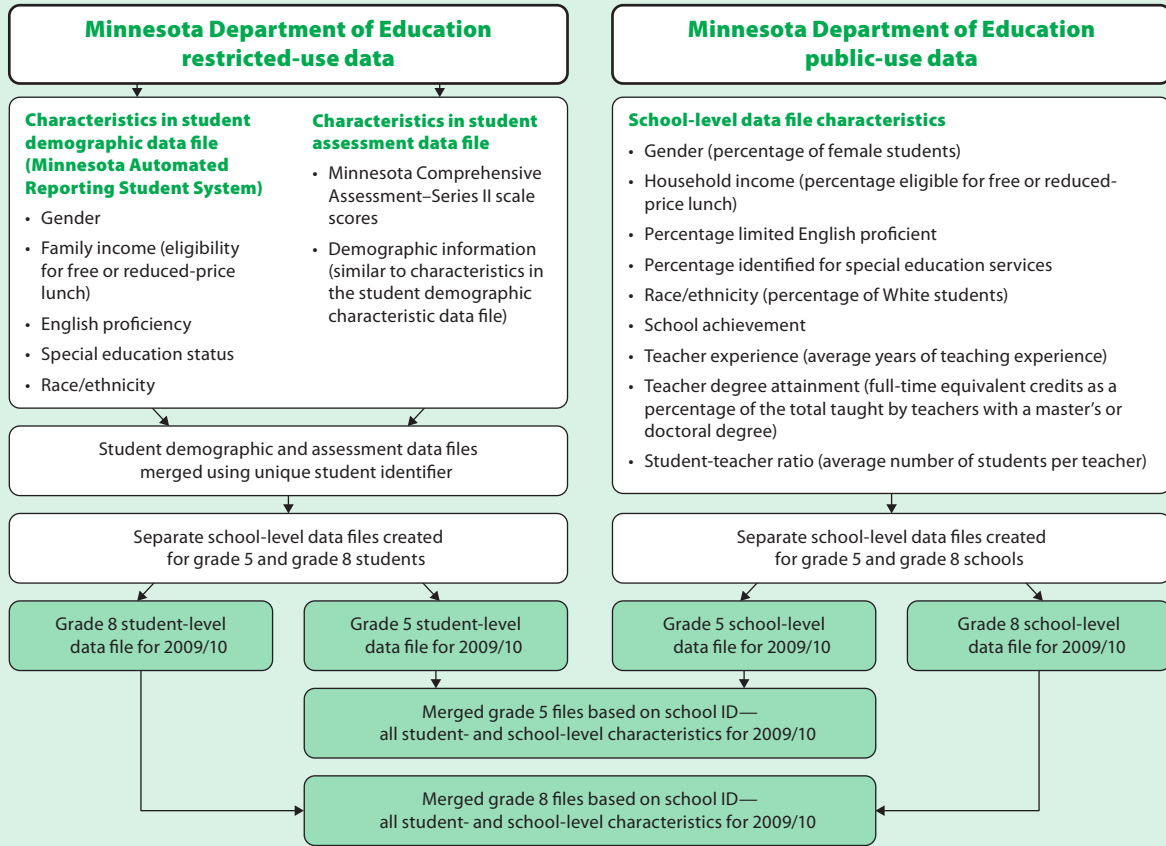 Minnesota Department of Education
restricted-use data
Minnesota Department of Education
public-use data
Characteristics in student
demographic data file
(Minnesota Automated
Reporting Student System)
• Gender
• Family income (eligibility
for free or reduced-price
lunch)
• English proficiency
• Special education status
• Race/ethnicity
Characteristics in student
assessment data file
• Minnesota Comprehensive
Assessment–Series II scale
scores
• Demographic information
(similar to characteristics in
the student demographic
characteristic data file)
School-level data file characteristics
• Gender (percentage of female students)
• Household income (percentage eligible for free or reduced-
price lunch)
• Percentage limited English proficient
• Percentage identified for special education services
• Race/ethnicity (percentage of White students)
• School achievement
• Teacher experience (average years of teaching experience)
• Teacher degree attainment (full-time equivalent credits as a
percentage of the total taught by teachers with a master’s or
doctoral degree)
• Student-teacher ratio (average number of students per teacher)
Student demographic and assessment data files
merged using unique student identifier
Separate school-level data files created
for grade 5 and grade 8 students
Separate school-level data files created
for grade 5 and grade 8 schools
Grade 8 student-level
data file for 2009/10
Grade 5 student-level
data file for 2009/10
Grade 5 school-level
data file for 2009/10
Grade 8 school-level
data file for 2009/10
Merged grade 5 files based on school ID—
all student- and school-level characteristics for 2009/10
Merged grade 8 files based on school ID—
all student- and school-level characteristics for 2009/10